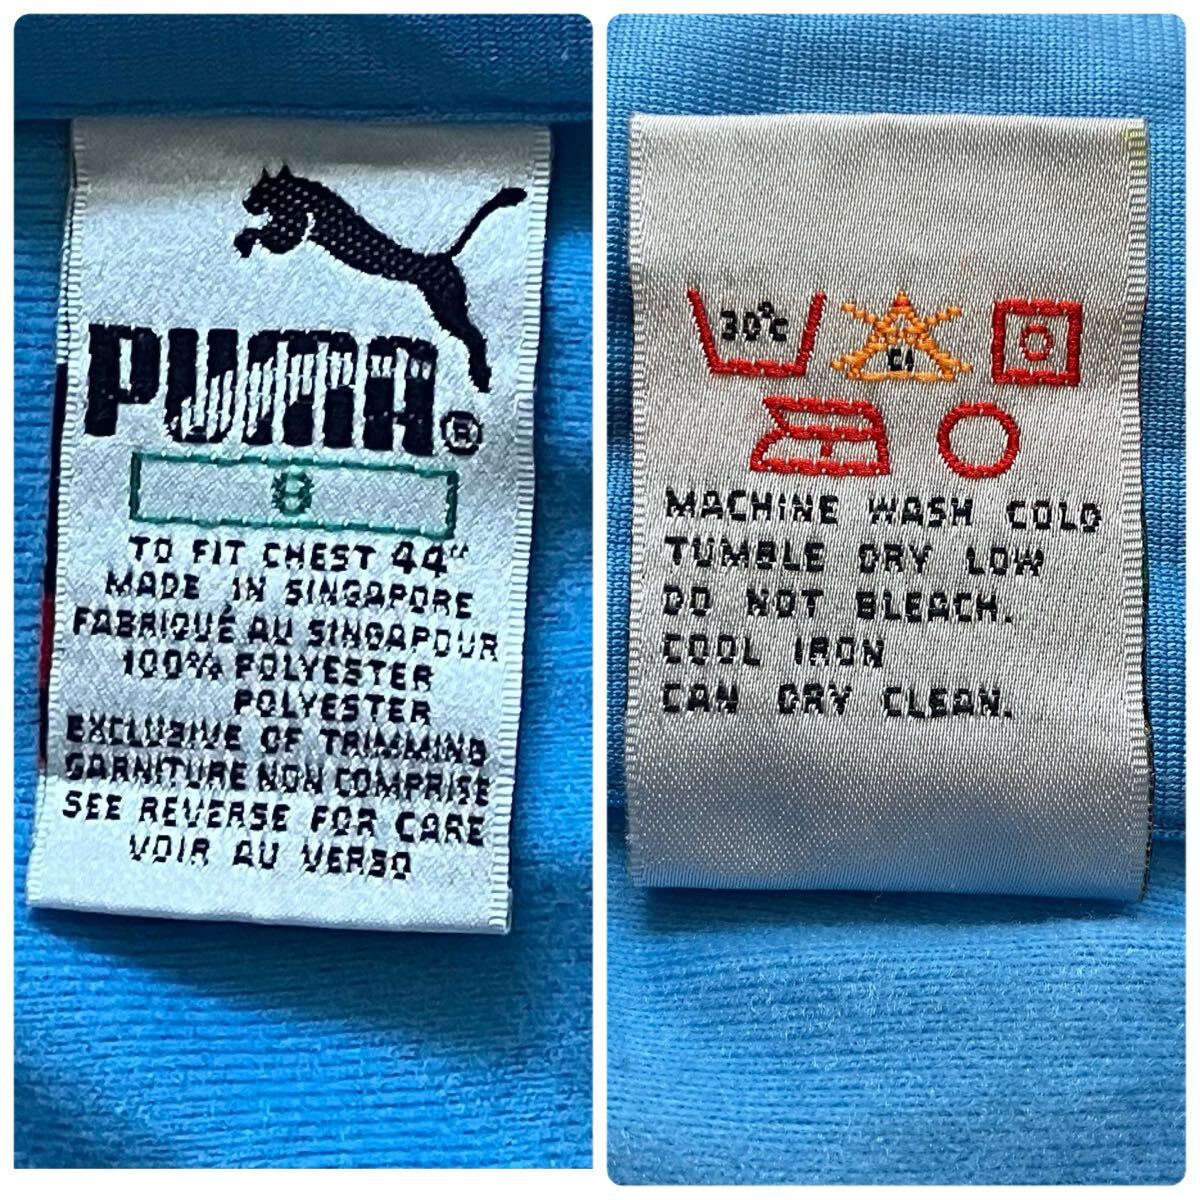 PUMA®
8
TO FIT CHEST 44"
MADE IN SINGAPORE
FABRIQUÉ AU SINGAPOUR
100% POLYESTER
POLYESTER
EXCLUSIVE OF TRIMMING
GARNITURE NON COMPRISE
SEE REVERSE FOR CARE
VOIR AU VERSO
30°C
Cl
MACHINE WASH COLD
TUMBLE DRY LOW
DO NOT BLEACH.
COOL IRON
CAN DRY CLEAN.